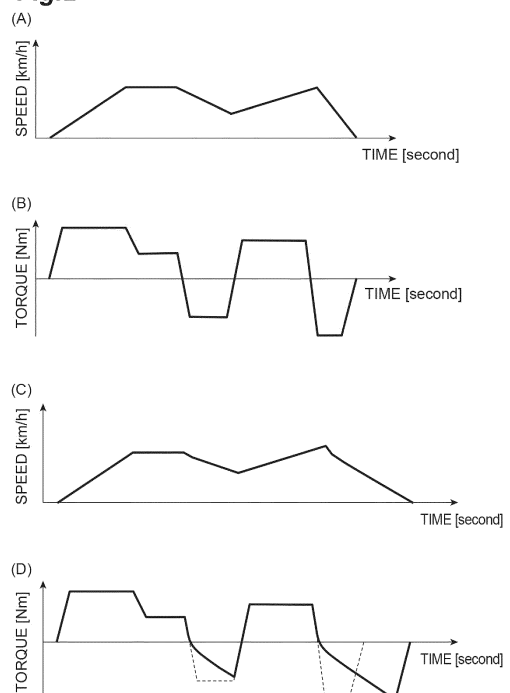 (A)
SPEED [km/h]
TIME [second]
(B)
TORQUE [Nm]
TIME [second]
(C)
SPEED [km/h]
TIME [second]
(D)
TORQUE [Nm]
TIME [second]